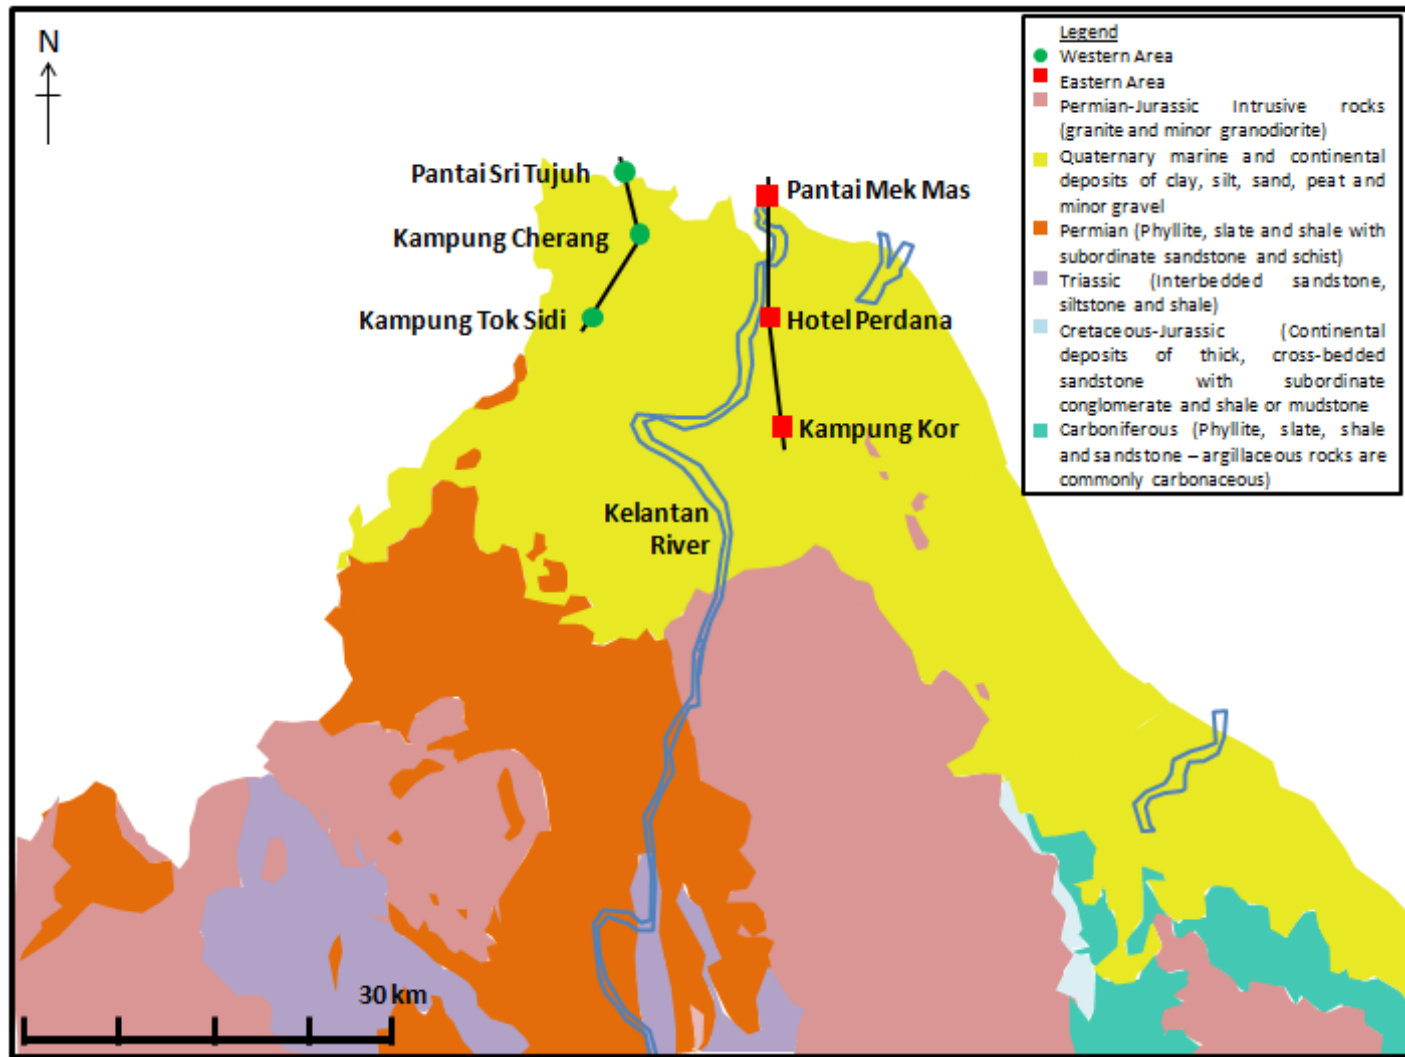 N
Pantai Sri Tujuh
Kampung Cherang
Kampung Tok Sidi
Pantai Mek Mas
Hotel Perdana
Kampung Kor
Kelantan
River
30 km
Legend
Western Area
Eastern Area
Permian-Jurassic Intrusive rocks
(granite and minor granodiorite)
Quaternary marine and continental
deposits of clay, silt, sand, peat and
minor gravel
Permian (Phyllite, slate and shale with
subordinate sandstone and schist)
Triassic (Interbedded sandstone,
siltstone and shale)
Cretaceous-Jurassic (Continental
deposits of thick, cross-bedded
sandstone with subordinate
conglomerate and shale or mudstone
Carboniferous (Phyllite, slate, shale
and sandstone – argillaceous rocks are
commonly carbonaceous)